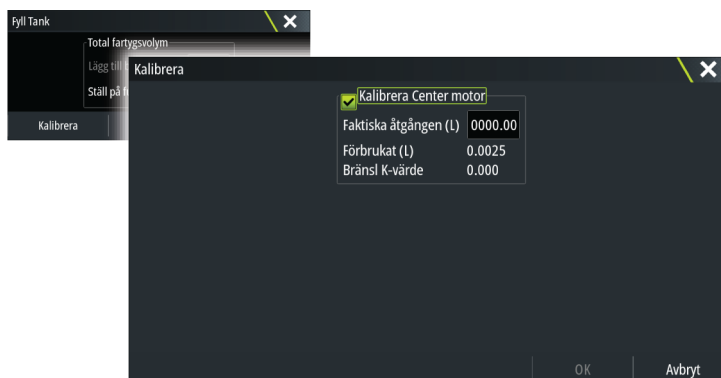 Fyll Tank
Total fartygsvolym
Lägg till
Ställ på
Kalibrera
Kalibrera
Kalibrera Center motor
Faktiska åtgången (L) 0000.00
Förbrukat (L) 0.0025
Bränsl K-värde 0.000
OK Avbryt